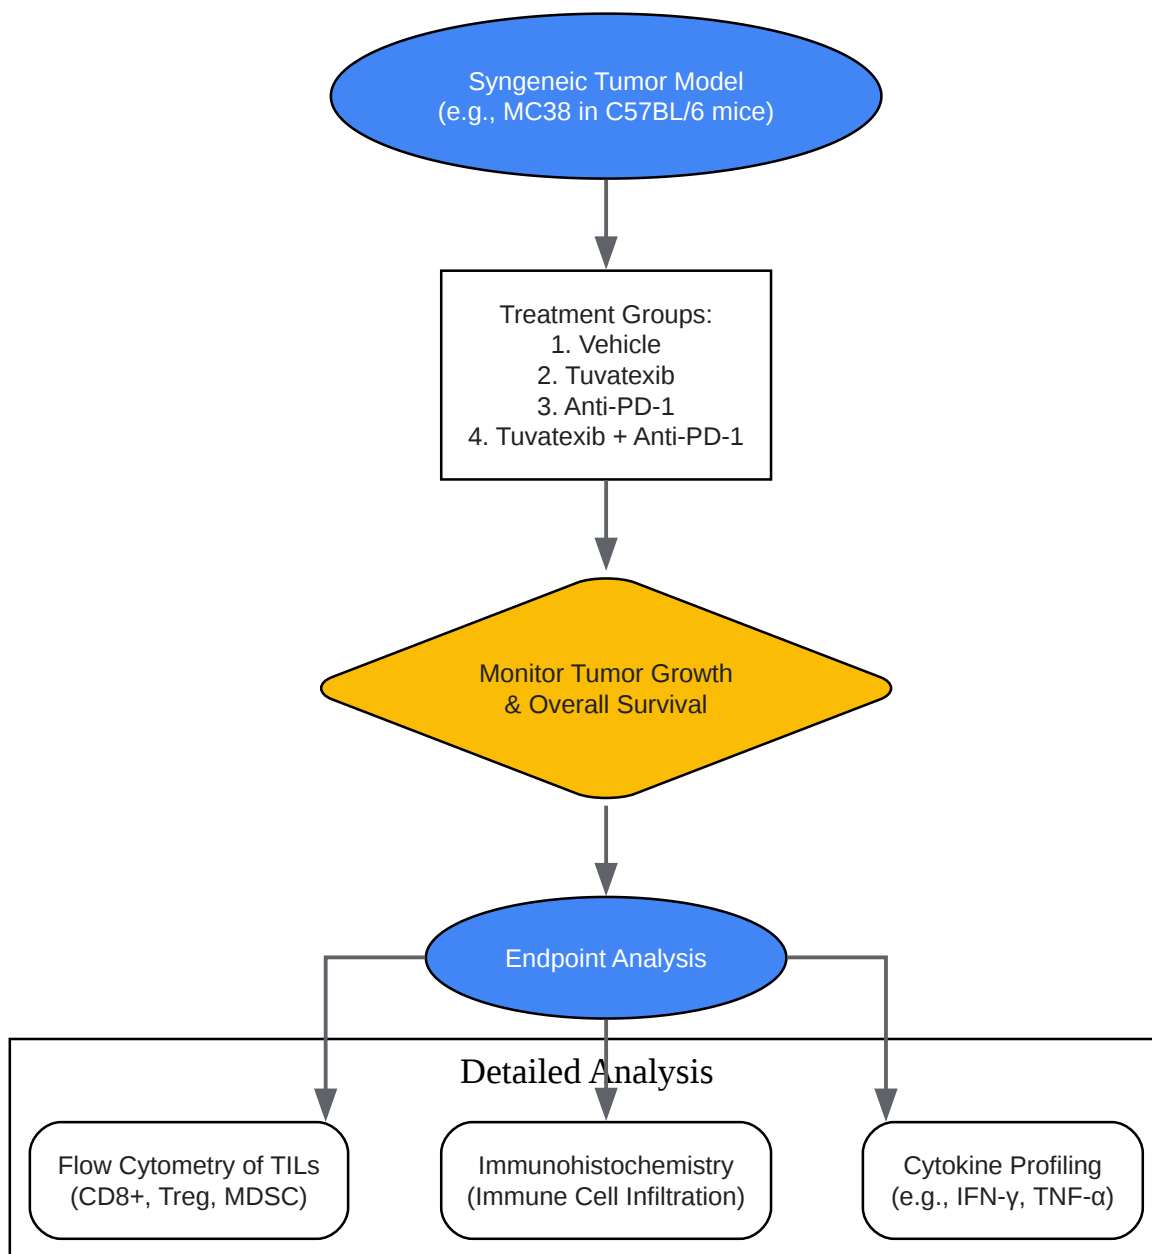 Syngeneic Tumor Model
(e.g., MC38 in C57BL/6 mice)
Treatment Groups:
1. Vehicle
2. Tuvatexib
3. Anti-PD-1
4. Tuvatexib + Anti-PD-1
Monitor Tumor Growth
& Overall Survival
Endpoint Analysis
Detailed Analysis
Flow Cytometry of TILs
(CD8+, Treg, MDSC)
Immunohistochemistry
(Immune Cell Infiltration)
Cytokine Profiling
(e.g., IFN-γ, TNF-α)